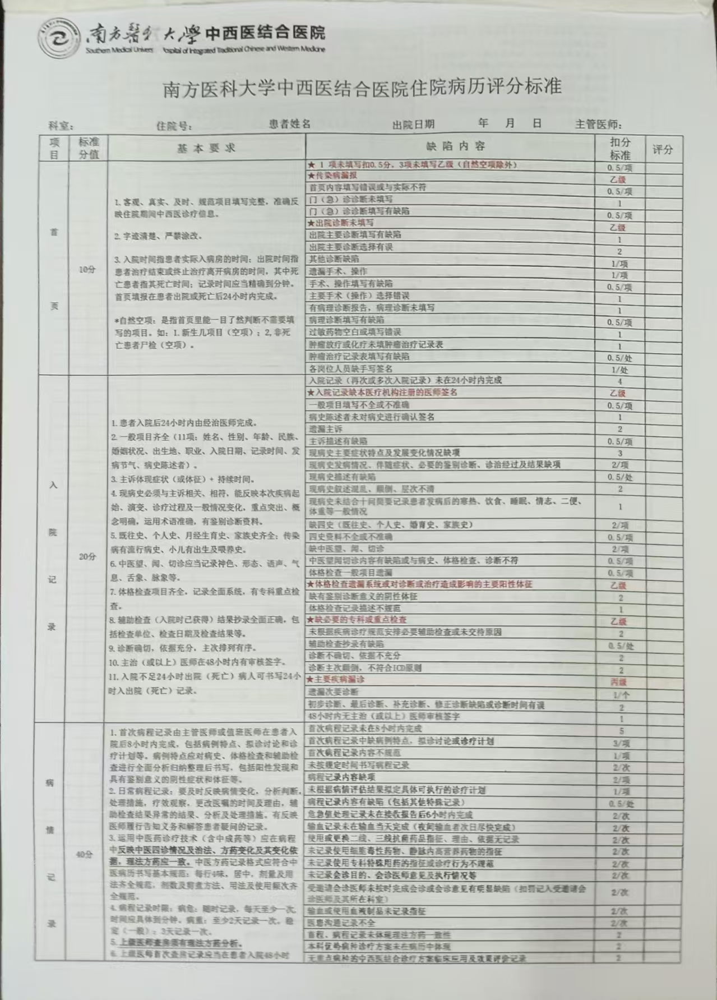 南方医科大学中西医结合医院
Southern Medical Univers Hospital of Integrated Traditional Chinese and Western Medicine
南方医科大学中西医结合医院住院病历评分标准
科室: 住院号: 患者姓名 出院日期 年 月 日 主管医师:
项目 标准分值 基本要求 缺陷内容 扣分标准 评分
首页
10分
1. 客观、真实、及时、规范项目填写完整,准确反
映住院期间中西医诊疗信息。
2. 字迹清楚、严禁涂改。
3. 入院时间指患者实际入病房的时间;出院时间指
患者治疗结束或终止治疗离开病房的时间,其中死
亡患者指其死亡时间;记录时间应当精确到分钟。
首页填报在患者出院或死亡后24小时内完成。
*自然空项:是指首页里能一目了然判断不需要填
写的项目。如:1. 新生儿项目(空项);2, 非死
亡患者尸检(空项)。
★ 1 项未填写扣0.5分,3项未填写乙级(自然空项除外) 0.5/项
★传染病漏报 乙级
首页内容填写错误或与实际不符 0.5/项
门(急)诊诊断未填写 1
门(急)诊诊断填写有缺陷 0.5/项
★出院诊断未填写 乙级
出院主要诊断填写有缺陷 1
出院主要诊断选择有误 2
其他诊断缺陷 1/项
遗漏手术、操作 1/项
手术、操作填写有缺陷 0.5/项
主要手术(操作)选择错误 1
有病理诊断报告,病理诊断未填写 1
病理诊断填写有缺陷 0.5/项
过敏药物空白或填写错误 1
肿瘤放疗或化疗未填肿瘤治疗记录表 1
肿瘤治疗记录表填写有缺陷 0.5/处
各岗位人员缺手写签名 1/处
入院记录
20分
1. 患者入院后24小时内由经治医师完成。
2. 一般项目齐全(11项:姓名、性别、年龄、民族、
婚姻状况、出生地、职业、入院日期、记录时间、发
病节气、病史陈述者)。
3. 主诉体现症状(或体征)+ 持续时间。
4. 现病史必须与主诉相关、相符,能反映本次疾病起
始、演变、诊疗过程及一般情况变化,重点突出、概
念明确,运用术语准确,有鉴别诊断资料。
5. 既往史、个人史、月经生育史、家族史齐全;传染
病有流行病史、小儿有出生及喂养史。
6. 中医望、闻、切诊应当记录神色、形态、语声、气
息、舌象、脉象等。
7. 体格检查项目齐全,记录全面系统,有专科重点检
查。
8. 辅助检查(入院时已获得)结果抄录全面正确,包
括检查单位、检查日期及检查结果等。
9. 诊断确切,依据充分,主次排列有序。
10. 主治(或以上)医师在48小时内有审核签字。
11. 入院不足24小时出院(死亡)病人可书写24小
时入出院(死亡)记录。
入院记录(再次或多次入院记录)未在24小时内完成 4
★入院记录缺本医疗机构注册的医师签名 乙级
一般项目填写不全或不准确 0.5/项
病史陈述者未对病史进行确认签名 1
遗漏主诉 2
主诉描述有缺陷 0.5/项
现病史主要症状特点及发展变化情况缺项 3
现病史发病情况、伴随症状、必要的鉴别诊断、诊治经过及结果缺项 2/项
现病史描述有缺陷 0.5/处
现病史叙述混乱、颠倒、层次不清 2
现病史未结合十问简要记录患者发病后的寒热、饮食、睡眠、情志、二便、
体重等一般情况 1
缺四史(既往史、个人史、婚育史、家族史) 2/项
四史资料不全或不准确 0.5/项
缺中医望、闻、切诊 2/项
中医望闻切诊内容有缺陷或与病史、体格检查、诊断不符 0.5/项
体格检查一般项目遗漏 0.5/项
★体格检查遗漏系统或对诊断或治疗造成影响的主要阳性体征 乙级
缺有鉴别诊断意义的阴性体征 2
体格检查记录描述不规范 1
★缺必要的专科或重点检查 乙级
未根据疾病诊疗规范安排必要辅助检查或未交待原因 2
辅助检查抄录有缺陷 0.5/处
诊断不确切、依据不充分 2
诊断主次颠倒,不符合ICD原则 2
★主要疾病漏诊 丙级
遗漏次要诊断 1/个
初步诊断、最后诊断、补充诊断、修正诊断缺陷或诊断时间有误 2
48小时内无主治(或以上)医师审核签字 1
病情记录
40分
1. 首次病程记录由主管医师或值班医师在患者入
院后8小时内完成,包括病例特点、拟诊讨论和诊
疗计划等。病例特点应对病史、体格检查和辅助检
查进行全面分析归纳整理后书写,包括阳性发现和
具有鉴别意义的阴性症状和体征等。
2. 日常病程记录:要及时反映病情变化,分析判断,
处理措施,疗效观察,更改医嘱的时间及理由,辅
助检查结果异常的结果、分析及处理措施。有反映
医师履行告知义务和解答患者疑问的记录。
3. 运用中医药诊疗技术(含中成药等)应在病程
中反映中医四诊情况及治法、方药变化及其变化依
据,理法方药应一致。中医方药记录格式应符合中
医病历书写基本规范:每行4味,居中,剂量及用
法齐全规范,剂数及煎煮方法、用法及使用频次齐
全规范。
4. 病程记录时限:病危:随时记录,每天至少一次,
时间应具体到分钟。病重:至少2天记录一次。稳
定(一般):3天记录一次。
5. 上级医师查房须有理法方药分析。
6. 上级医每首次查房记录应当在患者入院48小时
首次病程记录未在8小时内完成 5
首次病程记录中缺病例特点,拟诊讨论或诊疗计划 3/项
首次病程记录内容不规范 1/项
未按规定时间书写病程记录 2/次
病程记录内容缺项 2/项
未根据病情评估结果拟定具体可执行的诊疗计划 1/项
病程记录内容有缺陷(包括其他特殊记录) 0.5/处
危急值处理记录未在接收报告后6小时内完成 2/次
输血记录未在输血当天完成(夜间输血者次日尽快完成) 2/次
使用或更换二线、三线抗菌药品指征、理由、依据无记录 2/次
未记录使用细胞毒性药物、静脉内高营养药物的指征 2/次
未记录使用专科特殊用药的指征或诊疗行为不规范 2/次
未记录会诊目的、会诊医师意见及执行情况等 2/次
受邀请会诊医师未按时完成会诊或会诊意见有明显缺陷(扣罚记入受邀请会
诊医师及其所在科室) 2/次
输血或使用血液制品未记录指征 2/次
医患沟通记录不全 2/次
首程、病程记录未体现理法方药一致性 2
本科优势病种诊疗方案未在病历中体现 2
无重点病种的中西医结合诊疗方案临床应用及效果评价记录 2